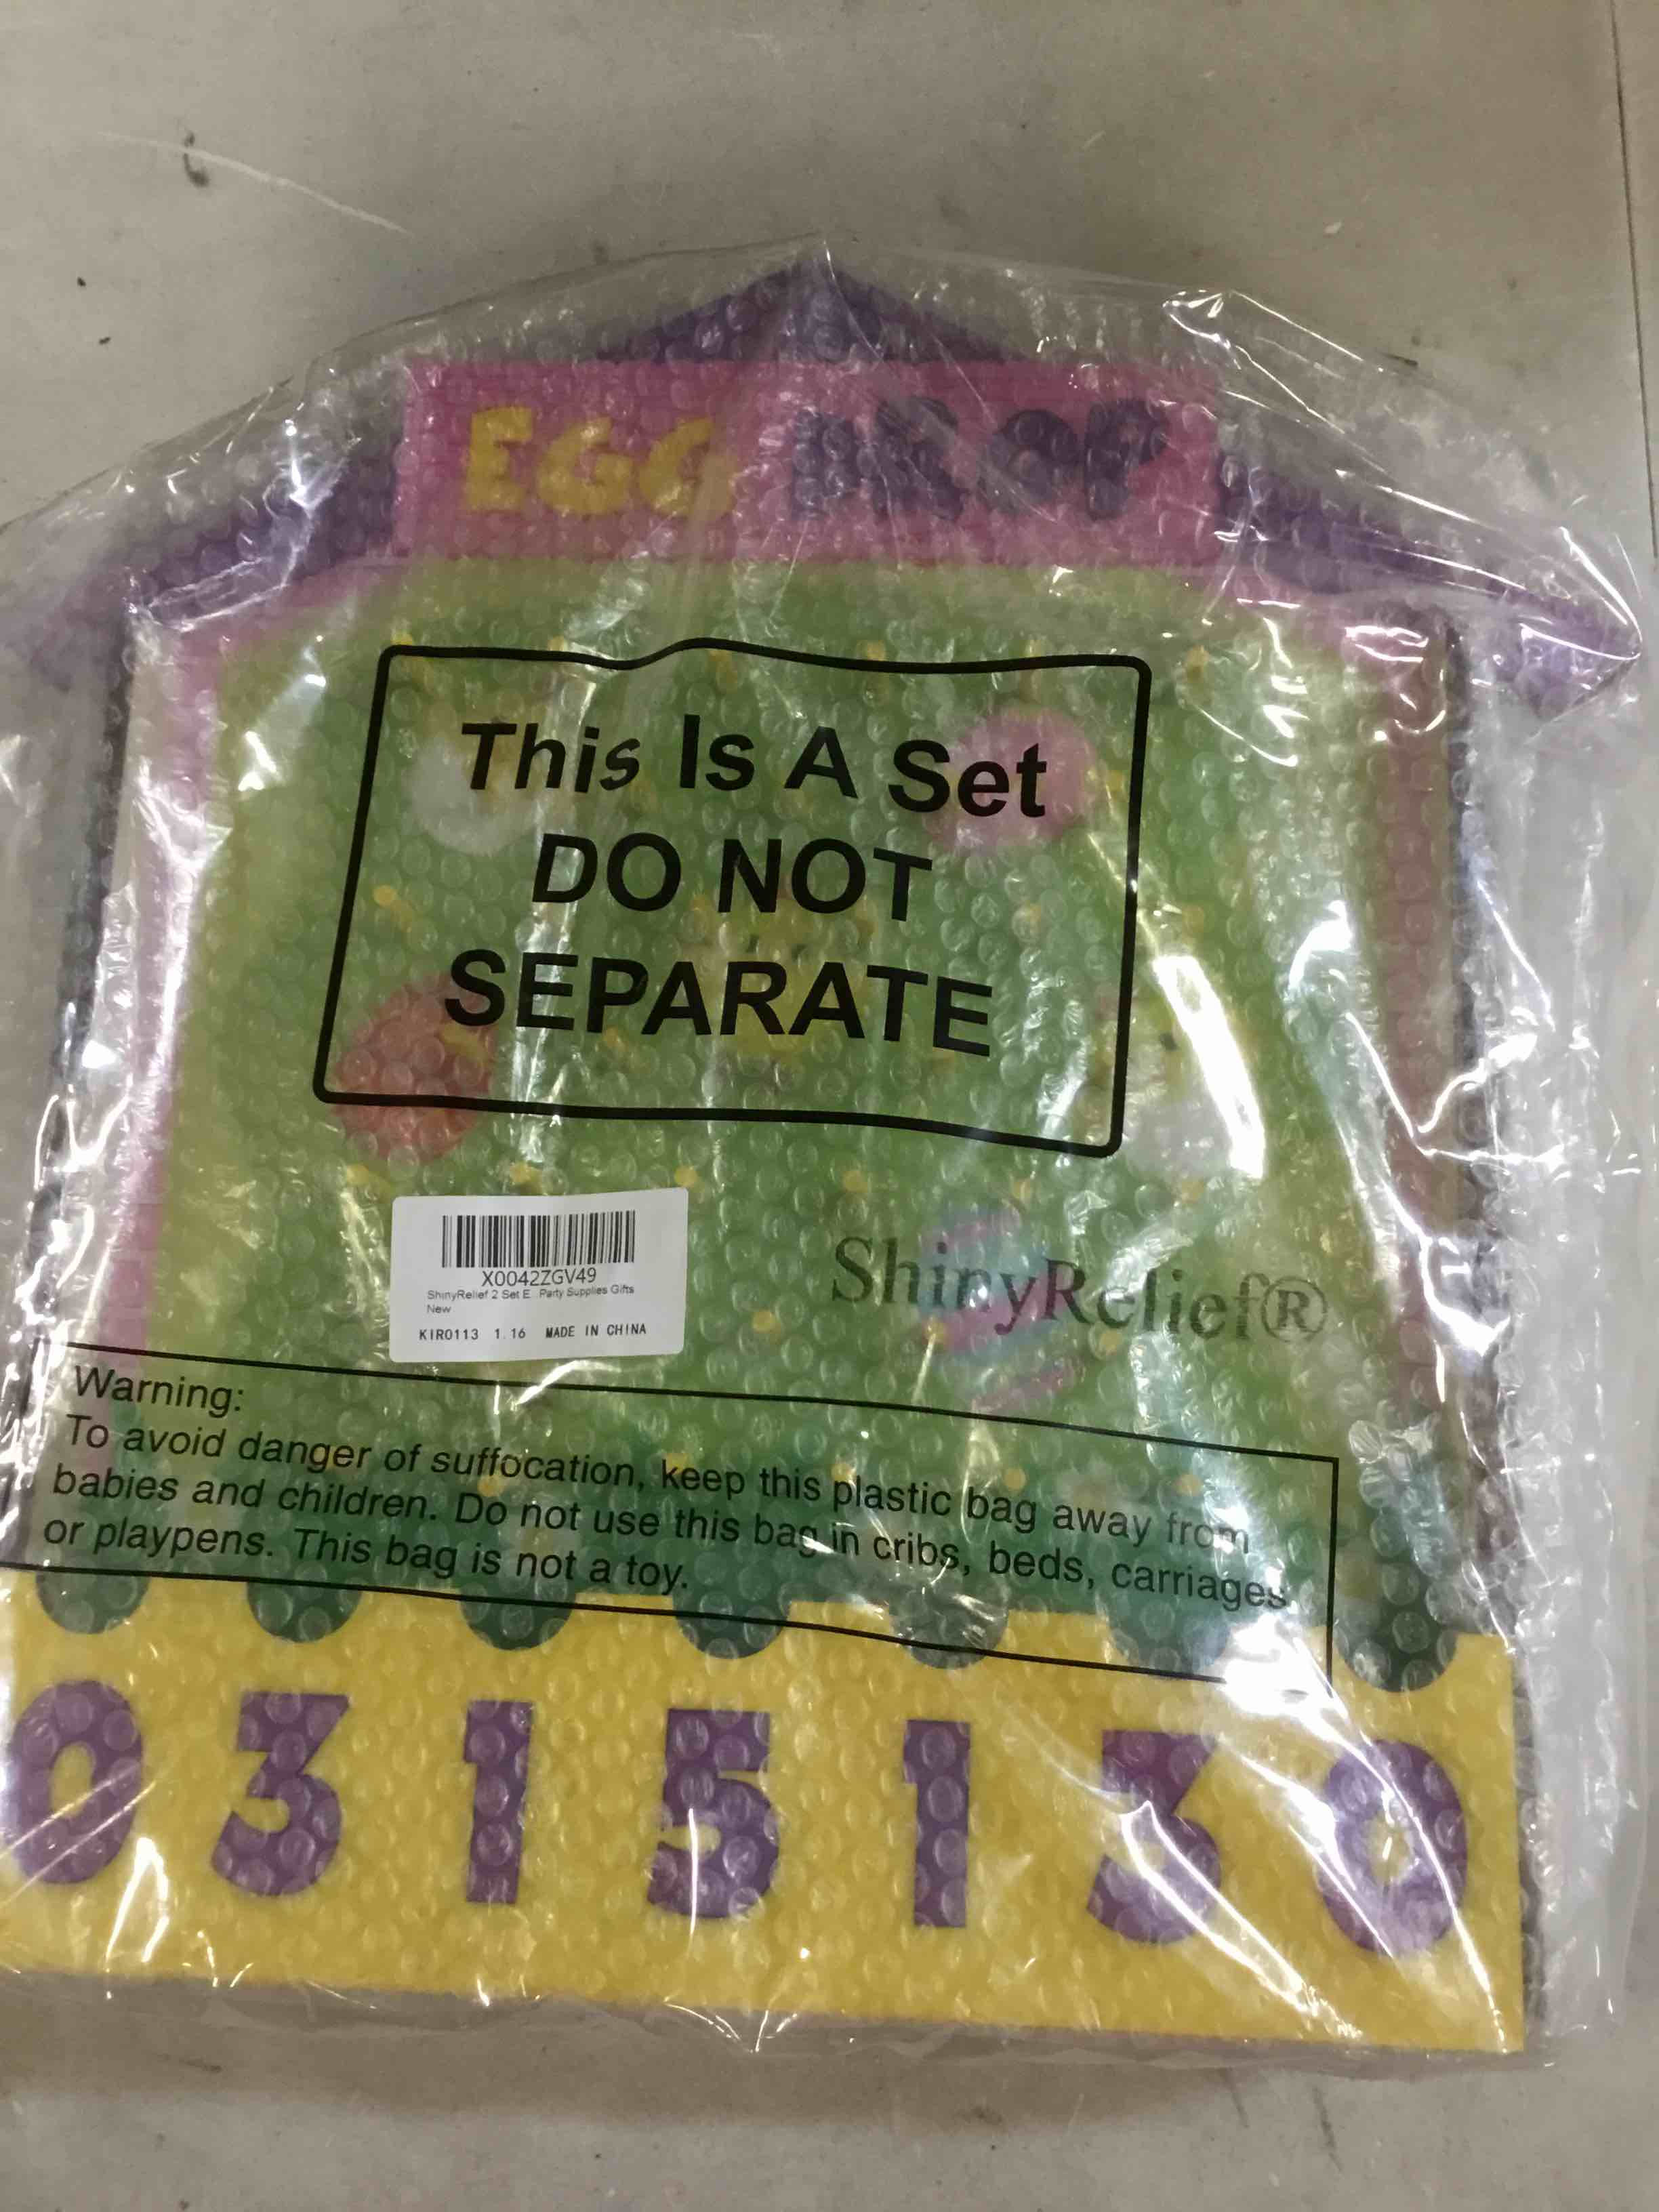 EGG DROP
This Is A Set
DO NOT
SEPARATE
X0042ZGV49
ShinyRelief 2 Set E.. Party Supplies Gifts
New
KIR0113 1.16 MADE IN CHINA
ShinyRelief®
Warning:
To avoid danger of suffocation, keep this plastic bag away from
babies and children. Do not use this bag in cribs, beds, carriages
or playpens. This bag is not a toy.
0 3 1 5 1 3 0